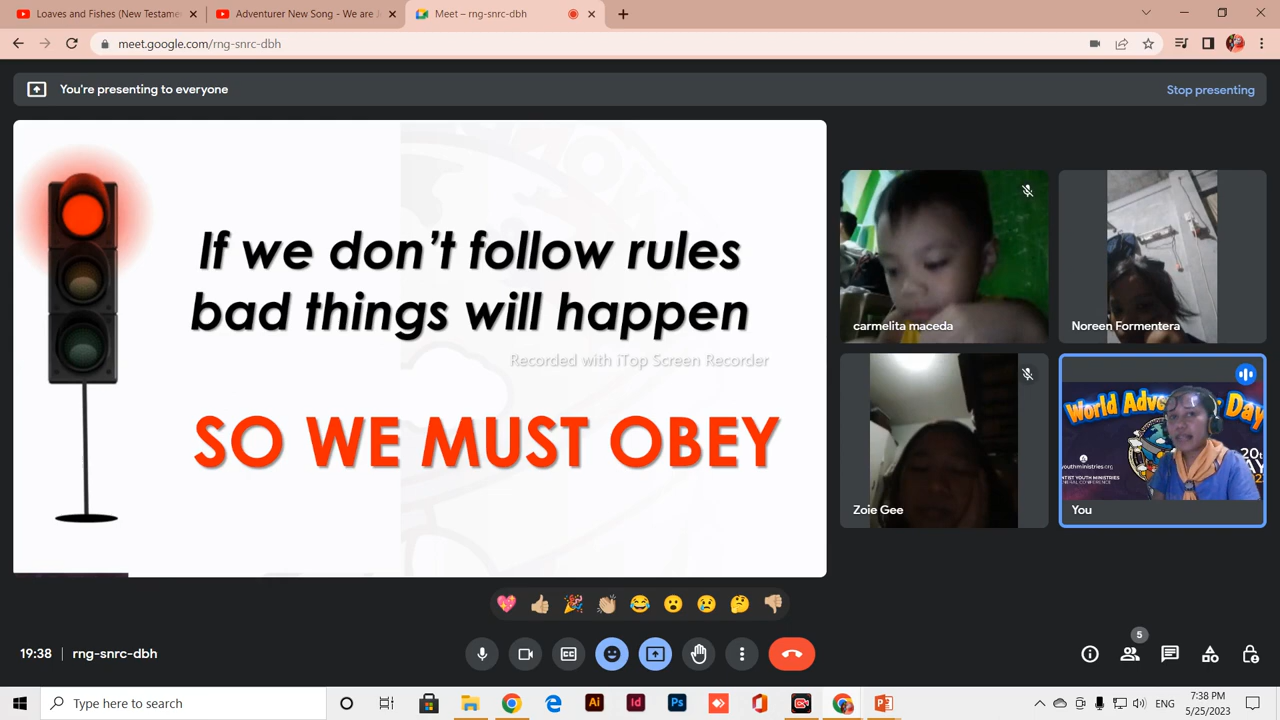 Loaves and Fishes (New Testame
Adventurer New Song - We are J
Meet – rng-snrc-dbh
meet.google.com/rng-snrc-dbh
You're presenting to everyone
Stop presenting
If we don't follow rules
bad things will happen
Recorded with iTop Screen Recorder
SO WE MUST OBEY
carmelita maceda
Noreen Formentera
Zoie Gee
World Adve r Day
youthministries.org
You
19:38
rng-snrc-dbh
5
Type here to search
Ai
Id
Ps
ENG
7:38 PM
5/25/2023